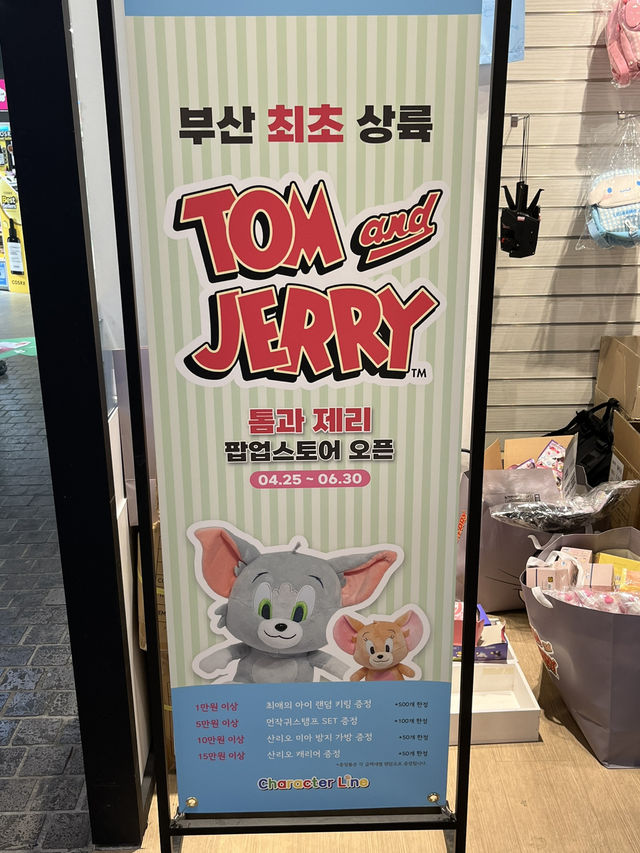 부산 최초 상륙
TOM and
JERRY™
톰과 제리
팝업스토어 오픈
04.25 ~ 06.30
1만원 이상 최애의 아이 랜덤 키링 증정 *500개 한정
5만원 이상 먼작귀스탬프 SET 증정 *100개 한정
10만원 이상 산리오 미아 방지 가방 증정 *50개 한정
15만원 이상 산리오 캐리어 증정 *50개 한정
Character Line
Best
COSRX